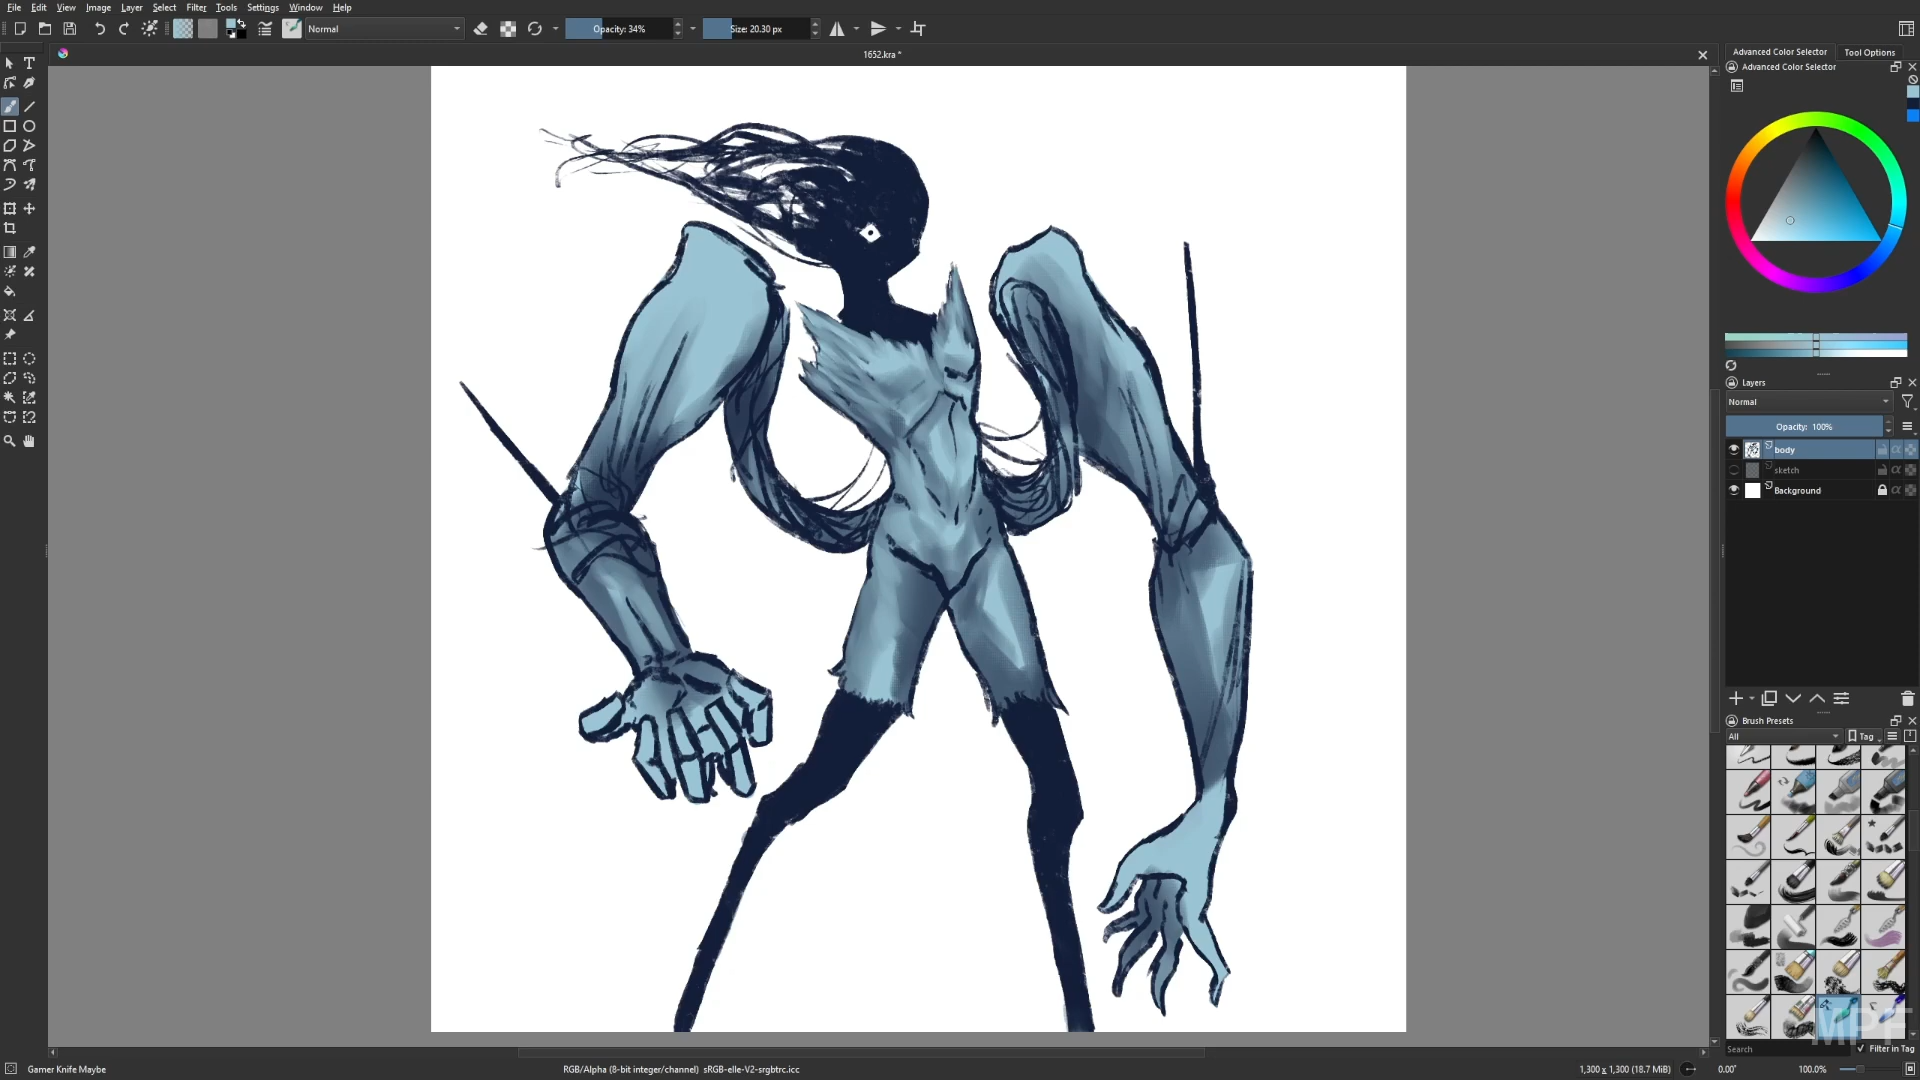 File Edit View Image Layer Select Filter Tools Settings Window Help
Normal
Opacity: 34%
Size: 20.30 px
1652.kra *
Advanced Color Selector
Tool Options
Advanced Color Selector
Layers
Normal
Opacity: 100%
body
sketch
Background
Brush Presets
All
Tag
MPF
Search
Filter in Tag
Gamer Knife Maybe
RGB/Alpha (8-bit integer/channel) sRGB-elle-V2-srgbtrc.icc
1,300 x 1,300 (18.7 MiB)
0.00°
100.0%